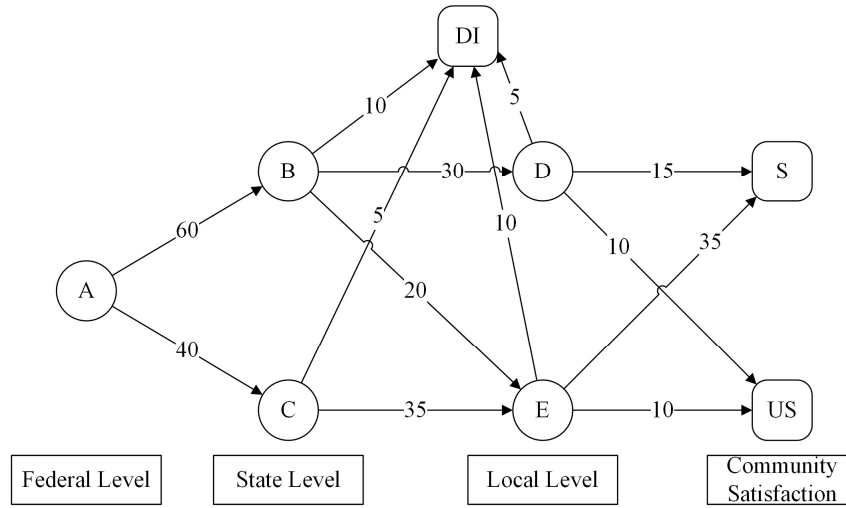 DI
10
5
B
30
D
15
S
60
5
10
10
35
A
20
40
C
35
E
10
US
Federal Level
State Level
Local Level
Community
Satisfaction